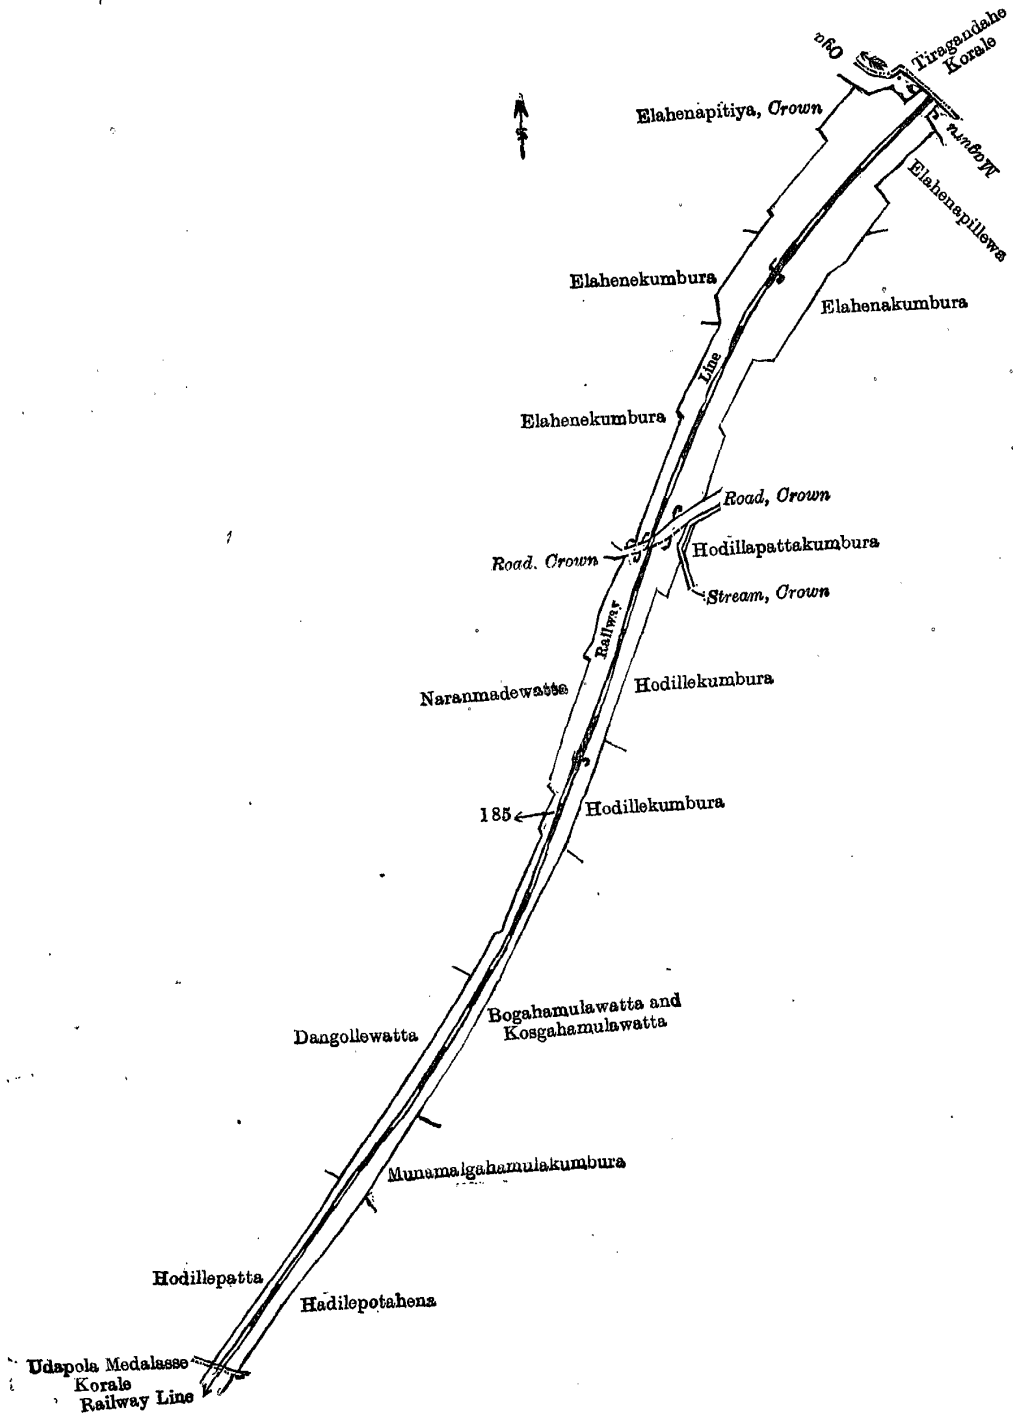 Tiragandahe
Korale
Oya
Maguru
Elahenapitiya, Crown
Elahenapillewa
Elahenekumbura
Elahenakumbura
Line
Elahenekumbura
Road, Crown
Road. Crown
Hodillapattakumbura
Stream, Crown
Railway
Naranmadewatta
Hodillekumbura
185
Hodillekumbura
Bogahamulawatta and
Kosgahamulawatta
Dangollewatta
Munamalgahamulakumbura
Hodillepatta
Hadilepotahena
Udapola Medalasse
Korale
Railway Line